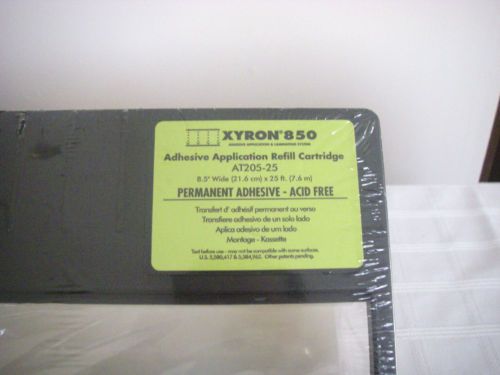 XYRON®850
ADHESIVE APPLICATION & LAMINATING SYSTEM
Adhesive Application Refill Cartridge
AT205-25
8.5" Wide (21.6 cm) x 25 ft. (7.6 m)
PERMANENT ADHESIVE - ACID FREE
Transfert d' adhésif permanent au verso
Transfiere adhesivo de un solo lado
Aplica adesivo de um lado
Montage - Kassette
Test before use - may not be compatible with some surfaces.
U.S. 5,580,417 & 5,584,962. Other patents pending.